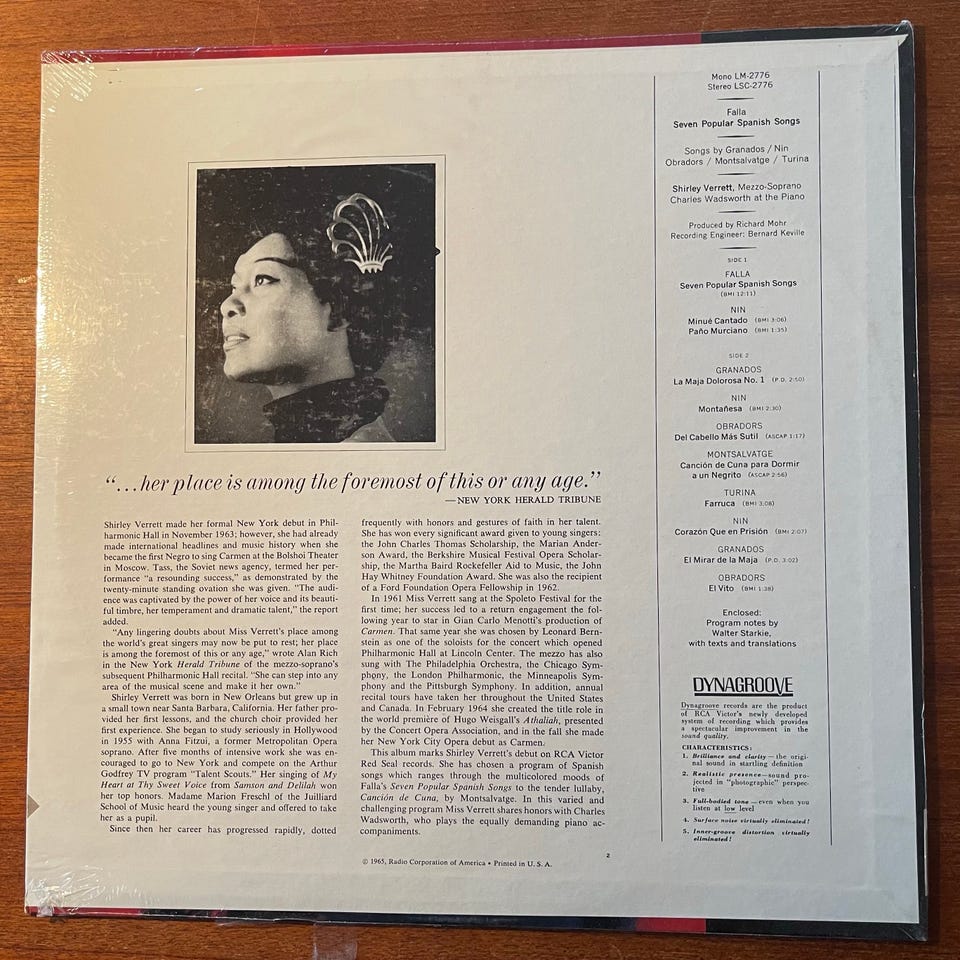 Mono LM-2776
Stereo LSC-2776
Falla
Seven Popular Spanish Songs
Songs by Granados / Nin
Obradors / Montsalvatge / Turina
Shirley Verrett, Mezzo-Soprano
Charles Wadsworth at the Piano
Produced by Richard Mohr
Recording Engineer: Bernard Keville
SIDE 1
FALLA
Seven Popular Spanish Songs
(BMI 12:11)
NIN
Minué Cantado (BMI 3:06)
Paño Murciano (BMI 1:35)
SIDE 2
GRANADOS
La Maja Dolorosa No. 1 (P.D. 2:50)
NIN
Montañesa (BMI 2:30)
OBRADORS
Del Cabello Más Sutil (ASCAP 1:17)
MONTSALVATGE
Canción de Cuna para Dormir
a un Negrito (ASCAP 2:56)
TURINA
Farruca (BMI 3:08)
NIN
Corazón Que en Prisión (BMI 2:07)
GRANADOS
El Mirar de la Maja (P.D. 3:02)
OBRADORS
El Vito (BMI 1:38)
Enclosed:
Program notes by
Walter Starkie,
with texts and translations
DYNAGROOVE
Dynagroove records are the product
of RCA Victor's newly developed
system of recording which provides
a spectacular improvement in the
sound quality.
CHARACTERISTICS:
1. Brilliance and clarity—the origi-
nal sound in startling definition
2. Realistic presence—sound pro-
jected in "photographic" perspec-
tive
3. Full-bodied tone—even when you
listen at low level
4. Surface noise virtually eliminated!
5. Inner-groove distortion virtually
eliminated!
"...her place is among the foremost of this or any age."
—NEW YORK HERALD TRIBUNE
Shirley Verrett made her formal New York debut in Phil-
harmonic Hall in November 1963; however, she had already
made international headlines and music history when she
became the first Negro to sing Carmen at the Bolshoi Theater
in Moscow. Tass, the Soviet news agency, termed her per-
formance "a resounding success," as demonstrated by the
twenty-minute standing ovation she was given. "The audi-
ence was captivated by the power of her voice and its beauti-
ful timbre, her temperament and dramatic talent," the report
added.
"Any lingering doubts about Miss Verrett's place among
the world's great singers may now be put to rest; her place
is among the foremost of this or any age," wrote Alan Rich
in the New York Herald Tribune of the mezzo-soprano's
subsequent Philharmonic Hall recital. "She can step into any
area of the musical scene and make it her own."
Shirley Verrett was born in New Orleans but grew up in
a small town near Santa Barbara, California. Her father pro-
vided her first lessons, and the church choir provided her
first experience. She began to study seriously in Hollywood
in 1955 with Anna Fitziu, a former Metropolitan Opera
soprano. After five months of intensive work she was en-
couraged to go to New York and compete on the Arthur
Godfrey TV program "Talent Scouts." Her singing of My
Heart at Thy Sweet Voice from Samson and Delilah won
her top honors. Madame Marion Freschl of the Juilliard
School of Music heard the young singer and offered to take
her as a pupil.
Since then her career has progressed rapidly, dotted
frequently with honors and gestures of faith in her talent.
She has won every significant award given to young singers:
the John Charles Thomas Scholarship, the Marian Ander-
son Award, the Berkshire Musical Festival Opera Scholar-
ship, the Martha Baird Rockefeller Aid to Music, the John
Hay Whitney Foundation Award. She was also the recipient
of a Ford Foundation Opera Fellowship in 1962.
In 1961 Miss Verrett sang at the Spoleto Festival for the
first time; her success led to a return engagement the fol-
lowing year to star in Gian Carlo Menotti's production of
Carmen. That same year she was chosen by Leonard Bern-
stein as one of the soloists for the concert which opened
Philharmonic Hall at Lincoln Center. The mezzo has also
sung with The Philadelphia Orchestra, the Chicago Sym-
phony, the London Philharmonic, the Minneapolis Sym-
phony and the Pittsburgh Symphony. In addition, annual
recital tours have taken her throughout the United States
and Canada. In February 1964 she created the title role in
the world première of Hugo Weisgall's Athaliah, presented
by the Concert Opera Association, and in the fall she made
her New York City Opera debut as Carmen.
This album marks Shirley Verrett's debut on RCA Victor
Red Seal records. She has chosen a program of Spanish
songs which ranges through the multicolored moods of
Falla's Seven Popular Spanish Songs to the tender lullaby,
Canción de Cuna, by Montsalvatge. In this varied and
challenging program Miss Verrett shares honors with Charles
Wadsworth, who plays the equally demanding piano ac-
companiments.
2
© 1965, Radio Corporation of America • Printed in U. S. A.